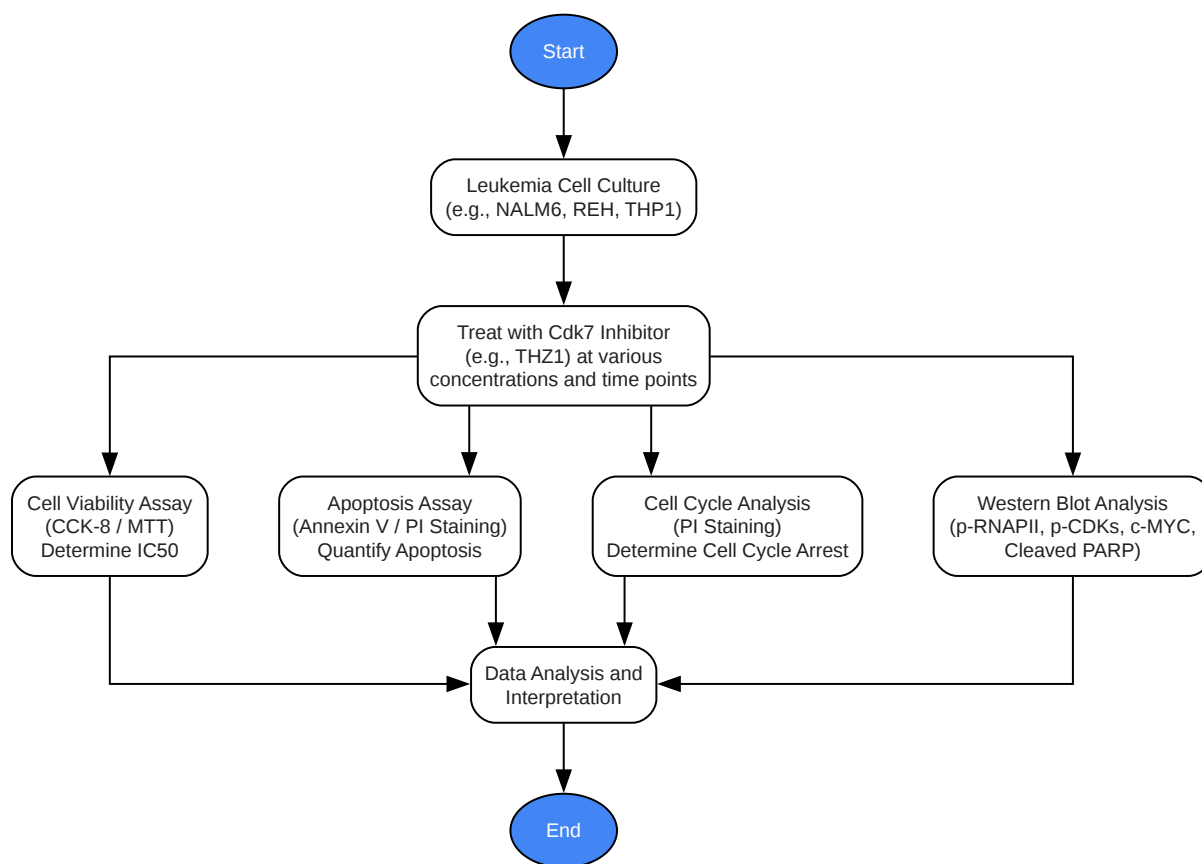 Start
Leukemia Cell Culture
(e.g., NALM6, REH, THP1)
Treat with Cdk7 Inhibitor
(e.g., THZ1) at various
concentrations and time points
Cell Viability Assay
(CCK-8 / MTT)
Determine IC50
Apoptosis Assay
(Annexin V / PI Staining)
Quantify Apoptosis
Cell Cycle Analysis
(PI Staining)
Determine Cell Cycle Arrest
Western Blot Analysis
(p-RNAPII, p-CDKs, c-MYC,
Cleaved PARP)
Data Analysis and
Interpretation
End